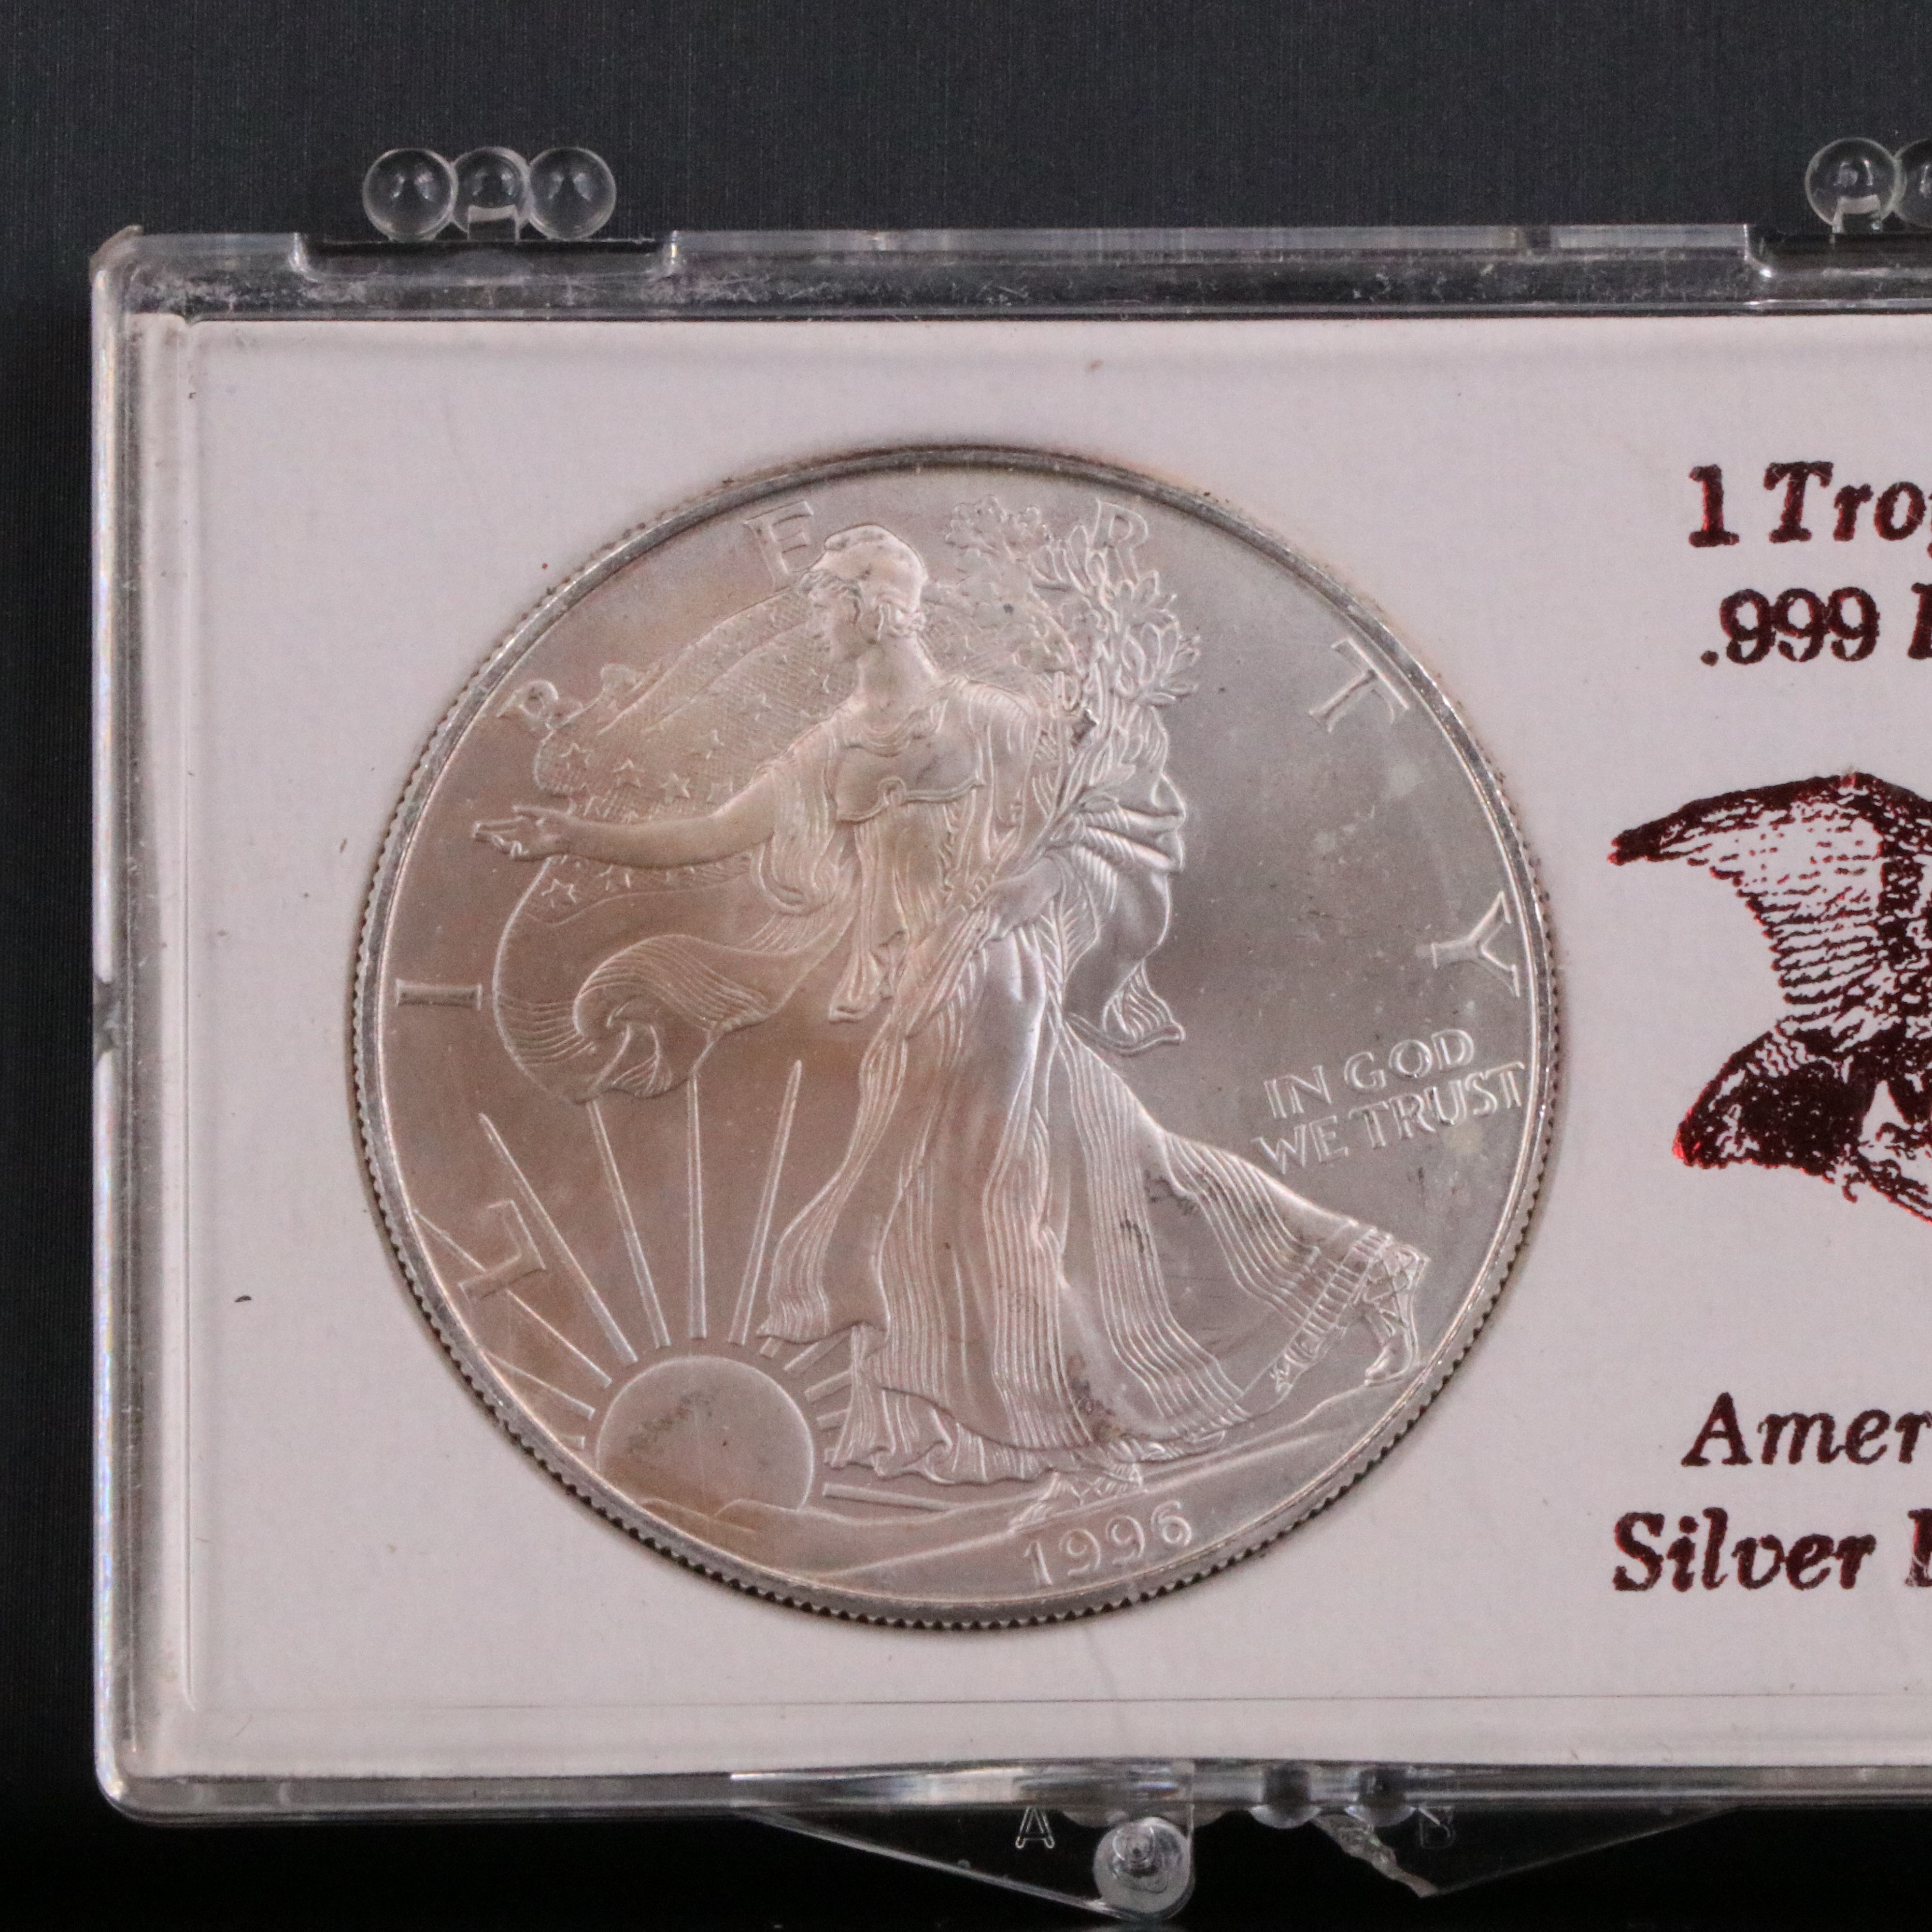 LIBERTY
IN GOD
WE TRUST
1996
1 Tro
.999
Amer
Silver
A
B